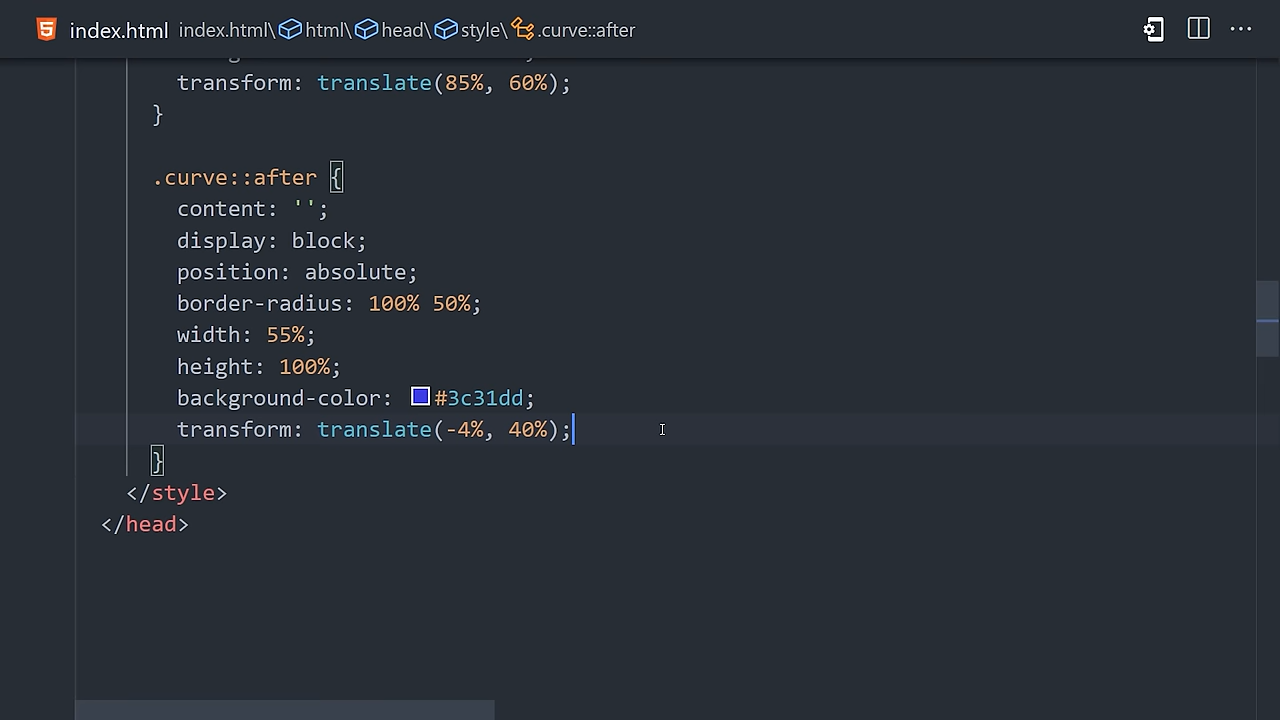 index.html index.html\html\head\style\.curve::after
transform: translate(85%, 60%);
}
.curve::after {
content: '';
display: block;
position: absolute;
border-radius: 100% 50%;
width: 55%;
height: 100%;
background-color: #3c31dd;
transform: translate(-4%, 40%);
}
</style>
</head>